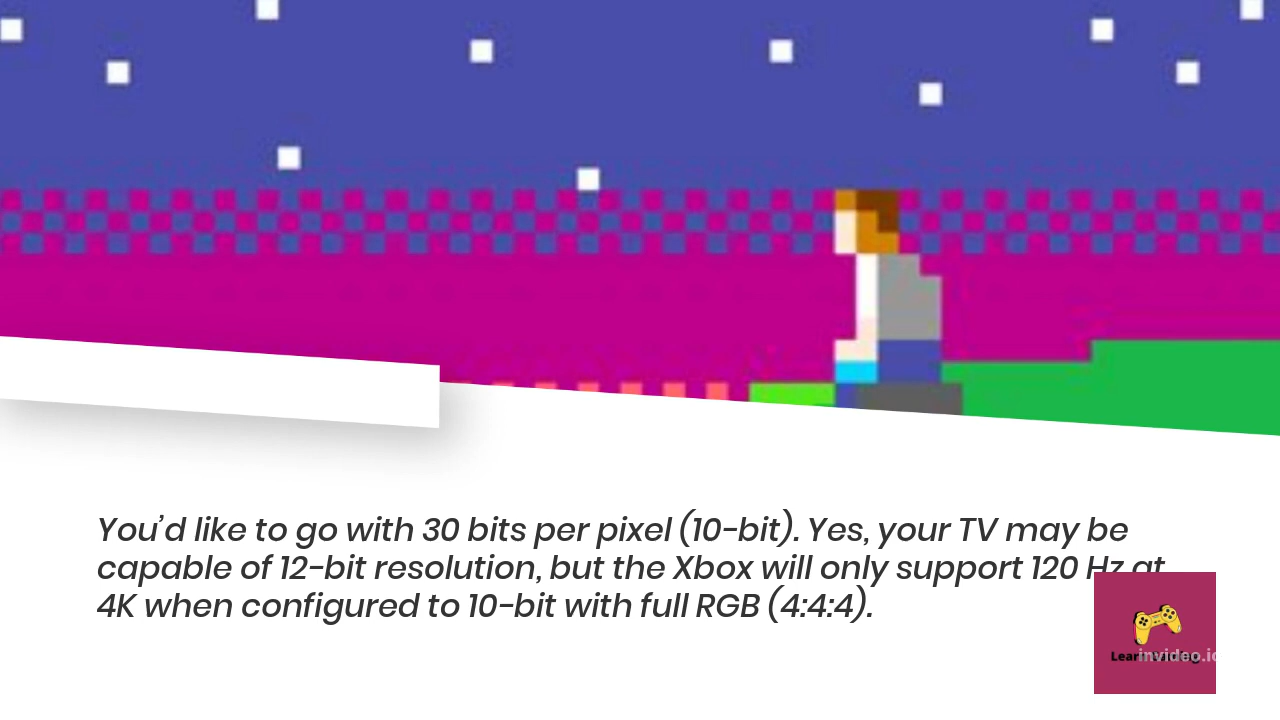 You’d like to go with 30 bits per pixel (10-bit). Yes, your TV may be
capable of 12-bit resolution, but the Xbox will only support 120 Hz at
4K when configured to 10-bit with full RGB (4:4:4).
invideo.io